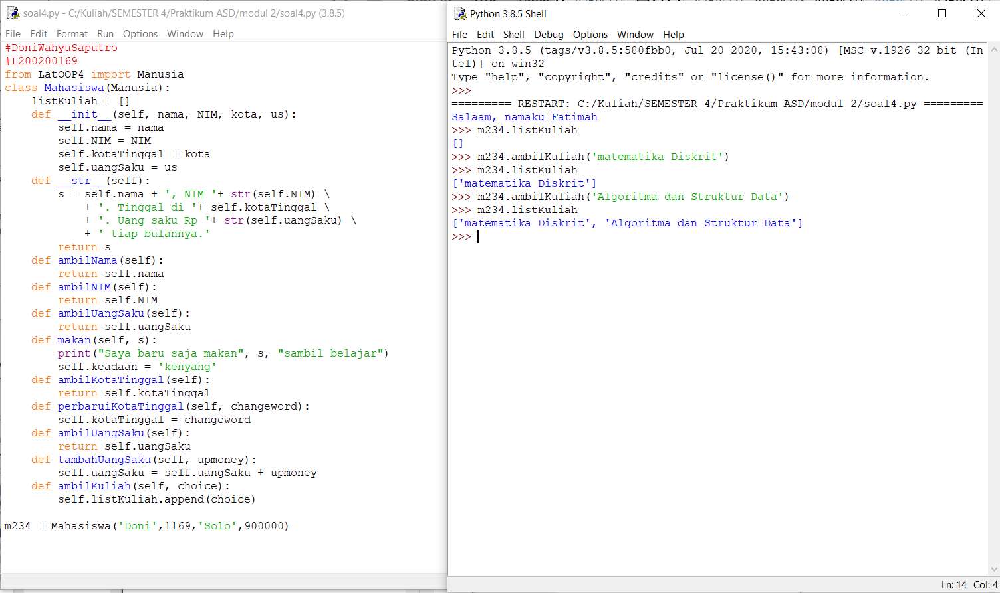 soal4.py - C:/Kuliah/SEMESTER 4/Praktikum ASD/modul 2/soal4.py (3.8.5)
File Edit Format Run Options Window Help
#DoniWahyuSaputro
#L200200169
from LatOOP4 import Manusia
class Mahasiswa(Manusia):
    listKuliah = []
    def __init__(self, nama, NIM, kota, us):
        self.nama = nama
        self.NIM = NIM
        self.kotaTinggal = kota
        self.uangSaku = us
    def __str__(self):
        s = self.nama + ', NIM '+ str(self.NIM) \
            + '. Tinggal di '+ self.kotaTinggal \
            + '. Uang saku Rp '+ str(self.uangSaku) \
            + ' tiap bulannya.'
        return s
    def ambilNama(self):
        return self.nama
    def ambilNIM(self):
        return self.NIM
    def ambilUangSaku(self):
        return self.uangSaku
    def makan(self, s):
        print("Saya baru saja makan", s, "sambil belajar")
        self.keadaan = 'kenyang'
    def ambilKotaTinggal(self):
        return self.kotaTinggal
    def perbaruiKotaTinggal(self, changeword):
        self.kotaTinggal = changeword
    def ambilUangSaku(self):
        return self.uangSaku
    def tambahUangSaku(self, upmoney):
        self.uangSaku = self.uangSaku + upmoney
    def ambilKuliah(self, choice):
        self.listKuliah.append(choice)
m234 = Mahasiswa('Doni',1169,'Solo',900000)
Python 3.8.5 Shell
File Edit Shell Debug Options Window Help
Python 3.8.5 (tags/v3.8.5:580fbb0, Jul 20 2020, 15:43:08) [MSC v.1926 32 bit (In
tel)] on win32
Type "help", "copyright", "credits" or "license()" for more information.
>>>
========= RESTART: C:/Kuliah/SEMESTER 4/Praktikum ASD/modul 2/soal4.py =========
Salaam, namaku Fatimah
>>> m234.listKuliah
[]
>>> m234.ambilKuliah('matematika Diskrit')
>>> m234.listKuliah
['matematika Diskrit']
>>> m234.ambilKuliah('Algoritma dan Struktur Data')
>>> m234.listKuliah
['matematika Diskrit', 'Algoritma dan Struktur Data']
>>>
Ln: 14 Col: 4